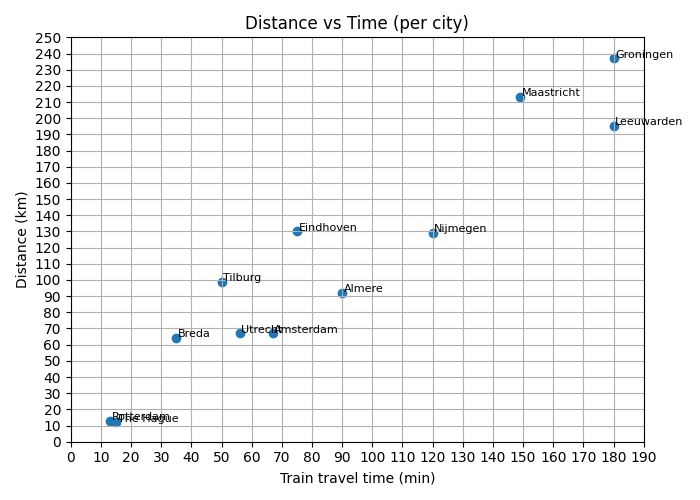 Distance vs Time (per city)
Distance (km)
250
240
230
220
210
200
190
180
170
160
150
140
130
120
110
100
90
80
70
60
50
40
30
20
10
0
Groningen
Maastricht
Leeuwarden
Eindhoven
Nijmegen
Tilburg
Almere
Utrecht
Amsterdam
Breda
Rotterdam
The Hague
0 10 20 30 40 50 60 70 80 90 100 110 120 130 140 150 160 170 180 190
Train travel time (min)